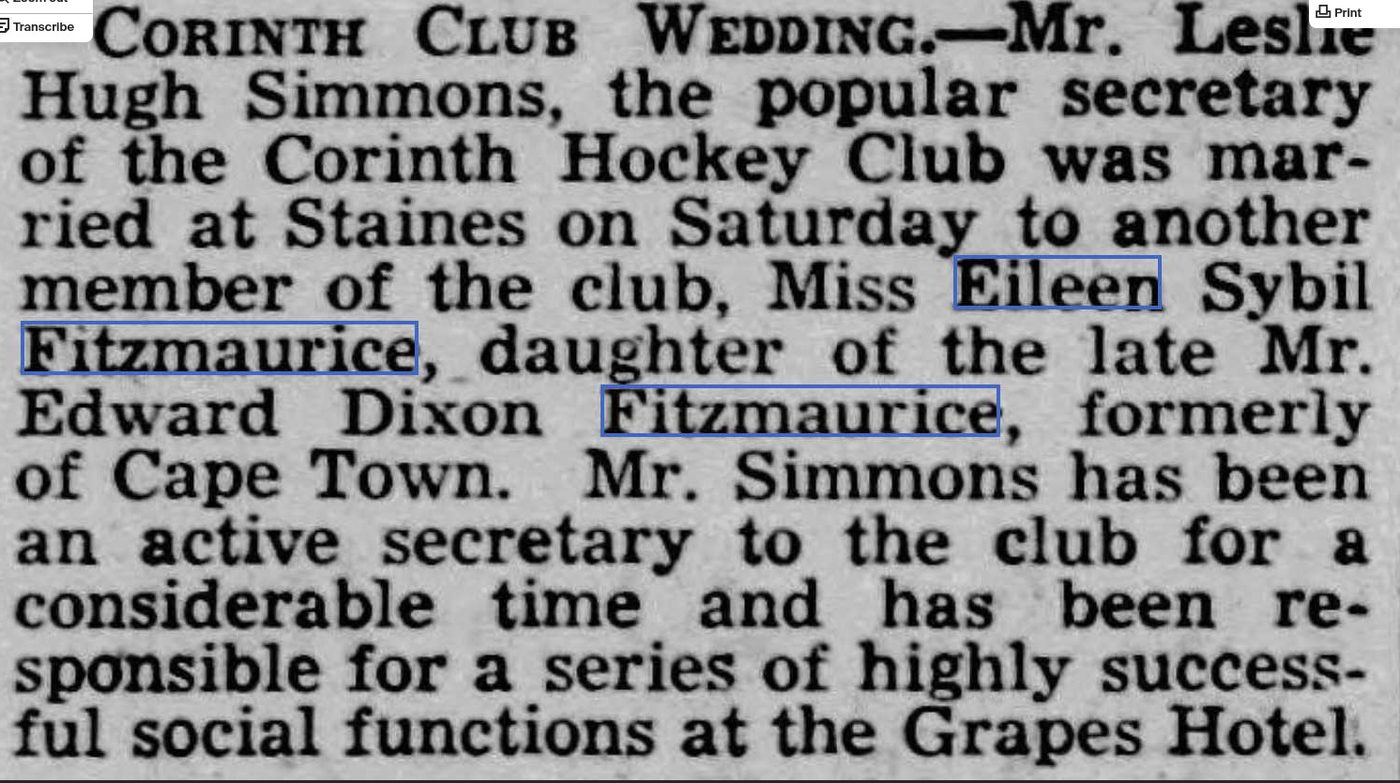 Zoom out
Transcribe
Print
CORINTH CLUB WEDDING.—Mr. Leslie
Hugh Simmons, the popular secretary
of the Corinth Hockey Club was mar-
ried at Staines on Saturday to another
member of the club, Miss Eileen Sybil
Fitzmaurice, daughter of the late Mr.
Edward Dixon Fitzmaurice, formerly
of Cape Town. Mr. Simmons has been
an active secretary to the club for a
considerable time and has been re-
sponsible for a series of highly success-
ful social functions at the Grapes Hotel.